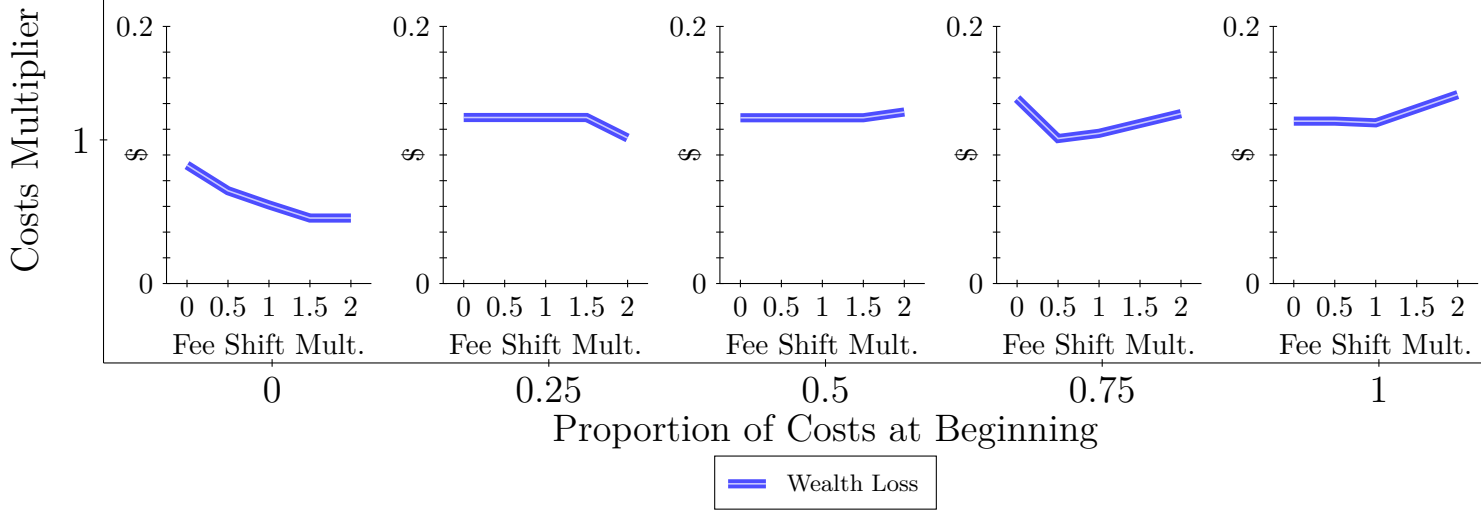 Costs Multiplier
1
0.2
$
0
0 0.5 1 1.5 2
Fee Shift Mult.
0.2
$
0
0 0.5 1 1.5 2
Fee Shift Mult.
0.2
$
0
0 0.5 1 1.5 2
Fee Shift Mult.
0.2
$
0
0 0.5 1 1.5 2
Fee Shift Mult.
0.2
$
0
0 0.5 1 1.5 2
Fee Shift Mult.
0 0.25 0.5 0.75 1
Proportion of Costs at Beginning
Wealth Loss